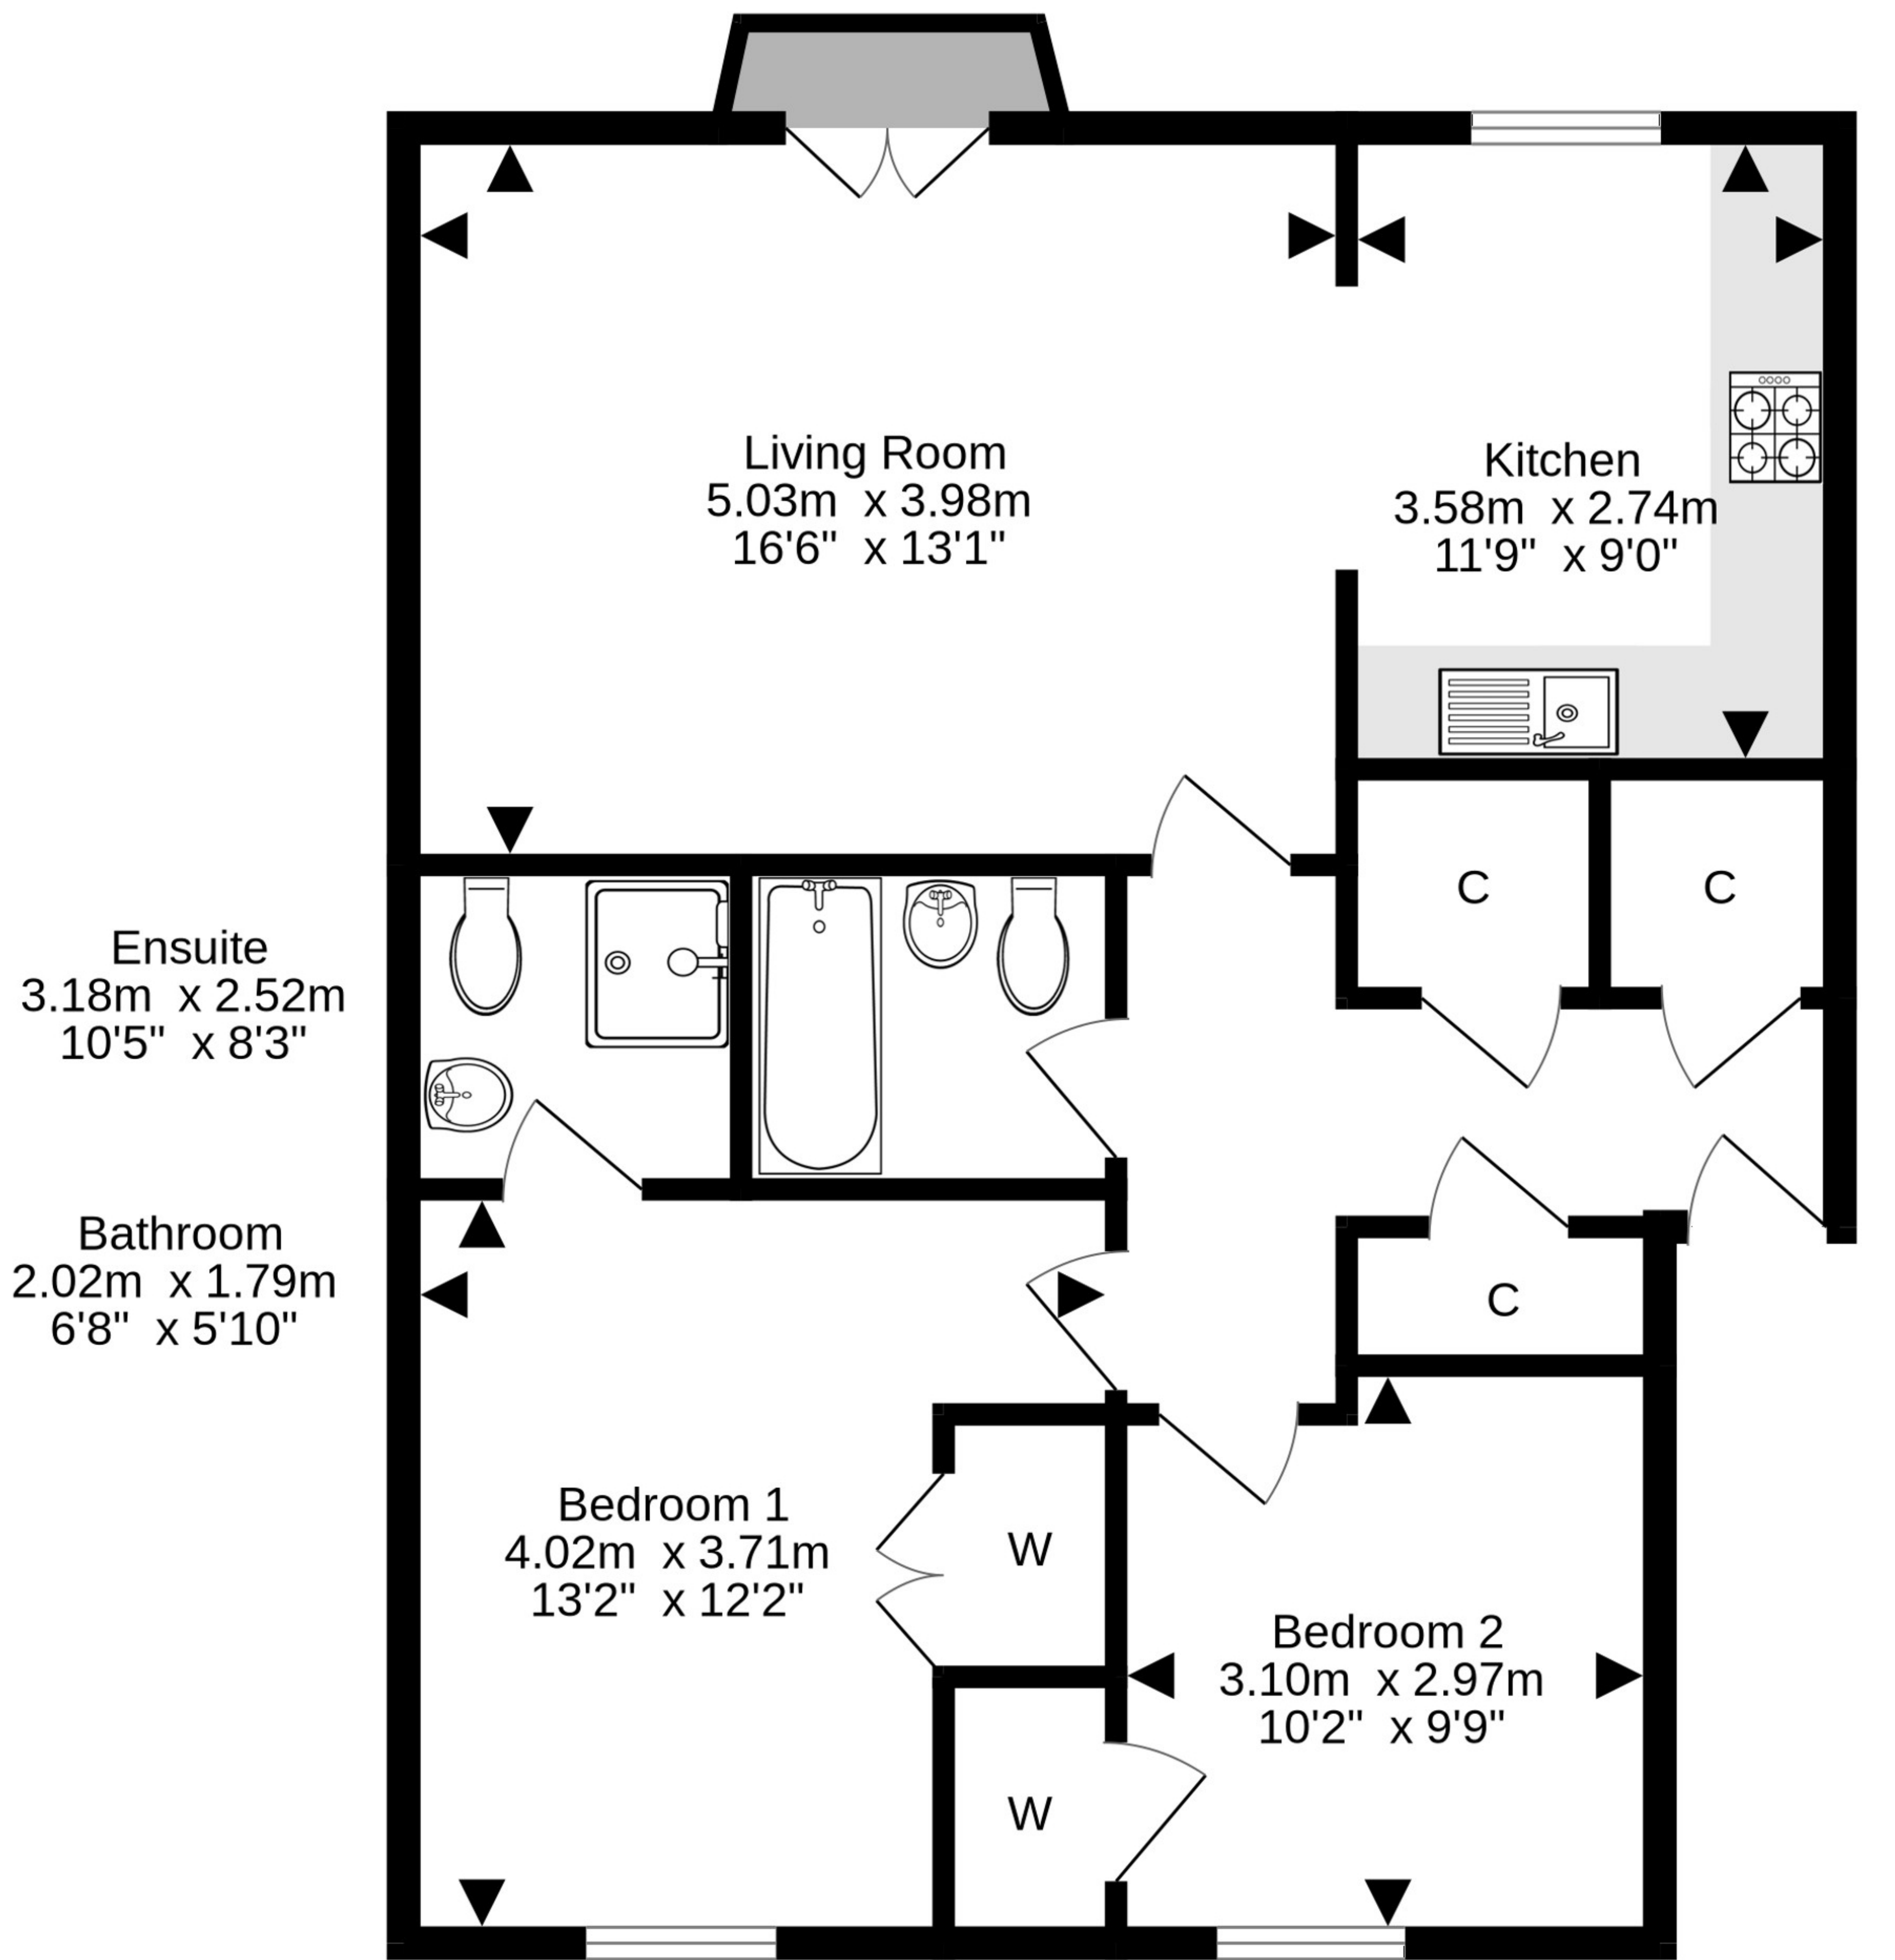 Living Room
5.03m x 3.98m
16'6" x 13'1"
Kitchen
3.58m x 2.74m
11'9" x 9'0"
C
C
Ensuite
3.18m x 2.52m
10'5" x 8'3"
Bathroom
2.02m x 1.79m
6'8" x 5'10"
C
Bedroom 1
4.02m x 3.71m
13'2" x 12'2"
W
Bedroom 2
3.10m x 2.97m
10'2" x 9'9"
W